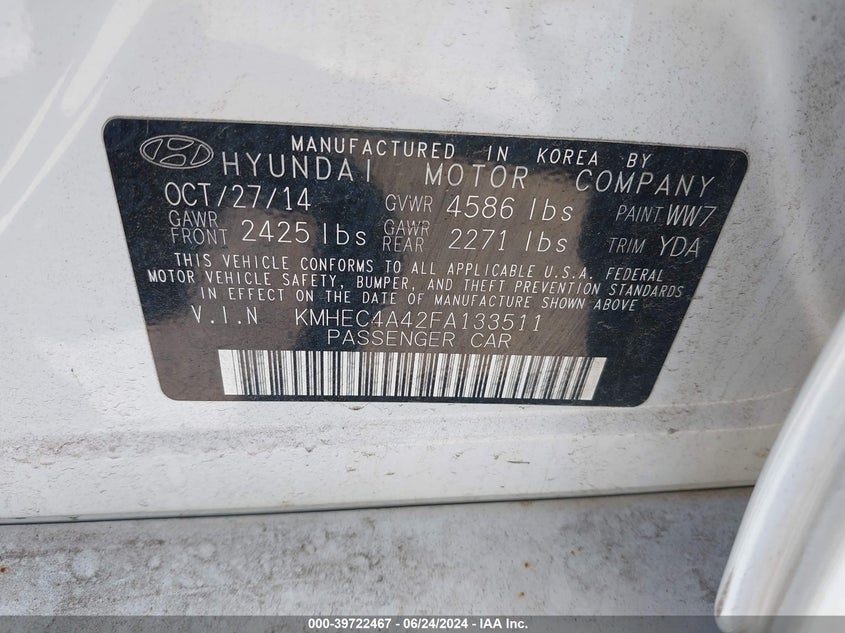 MANUFACTURED IN KOREA BY
HYUNDAI MOTOR COMPANY
OCT/27/14 GVWR 4586 lbs PAINT WW7
GAWR FRONT 2425 lbs GAWR REAR 2271 lbs TRIM YDA
THIS VEHICLE CONFORMS TO ALL APPLICABLE U.S.A. FEDERAL
MOTOR VEHICLE SAFETY, BUMPER, AND THEFT PREVENTION STANDARDS
IN EFFECT ON THE DATE OF MANUFACTURE SHOWN ABOVE
V.I.N KMHEC4A42FA133511
PASSENGER CAR
000-39722467 - 06/24/2024 - IAA Inc.